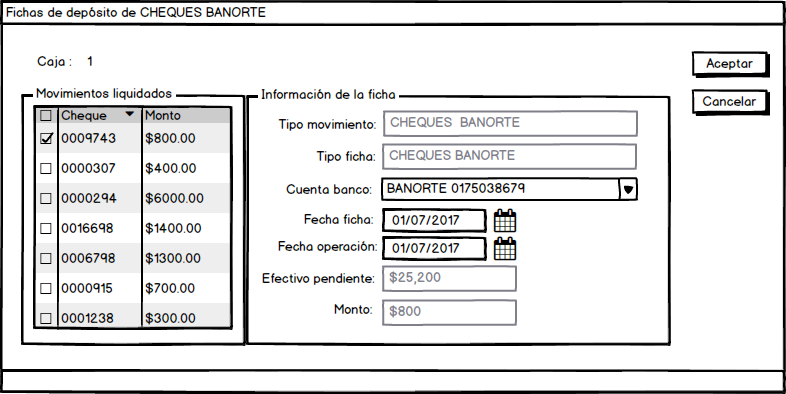 Fichas de depósito de CHEQUES BANORTE
Caja : 1
Aceptar
Cancelar
Movimientos liquidados
Cheque Monto
0009743 $800.00
0000307 $400.00
0000294 $6000.00
0016698 $1400.00
0006798 $1300.00
0000915 $700.00
0001238 $300.00
Información de la ficha
Tipo movimiento: CHEQUES BANORTE
Tipo ficha: CHEQUES BANORTE
Cuenta banco: BANORTE 0175038679
Fecha ficha: 01/07/2017
Fecha operación: 01/07/2017
Efectivo pendiente: $25,200
Monto: $800